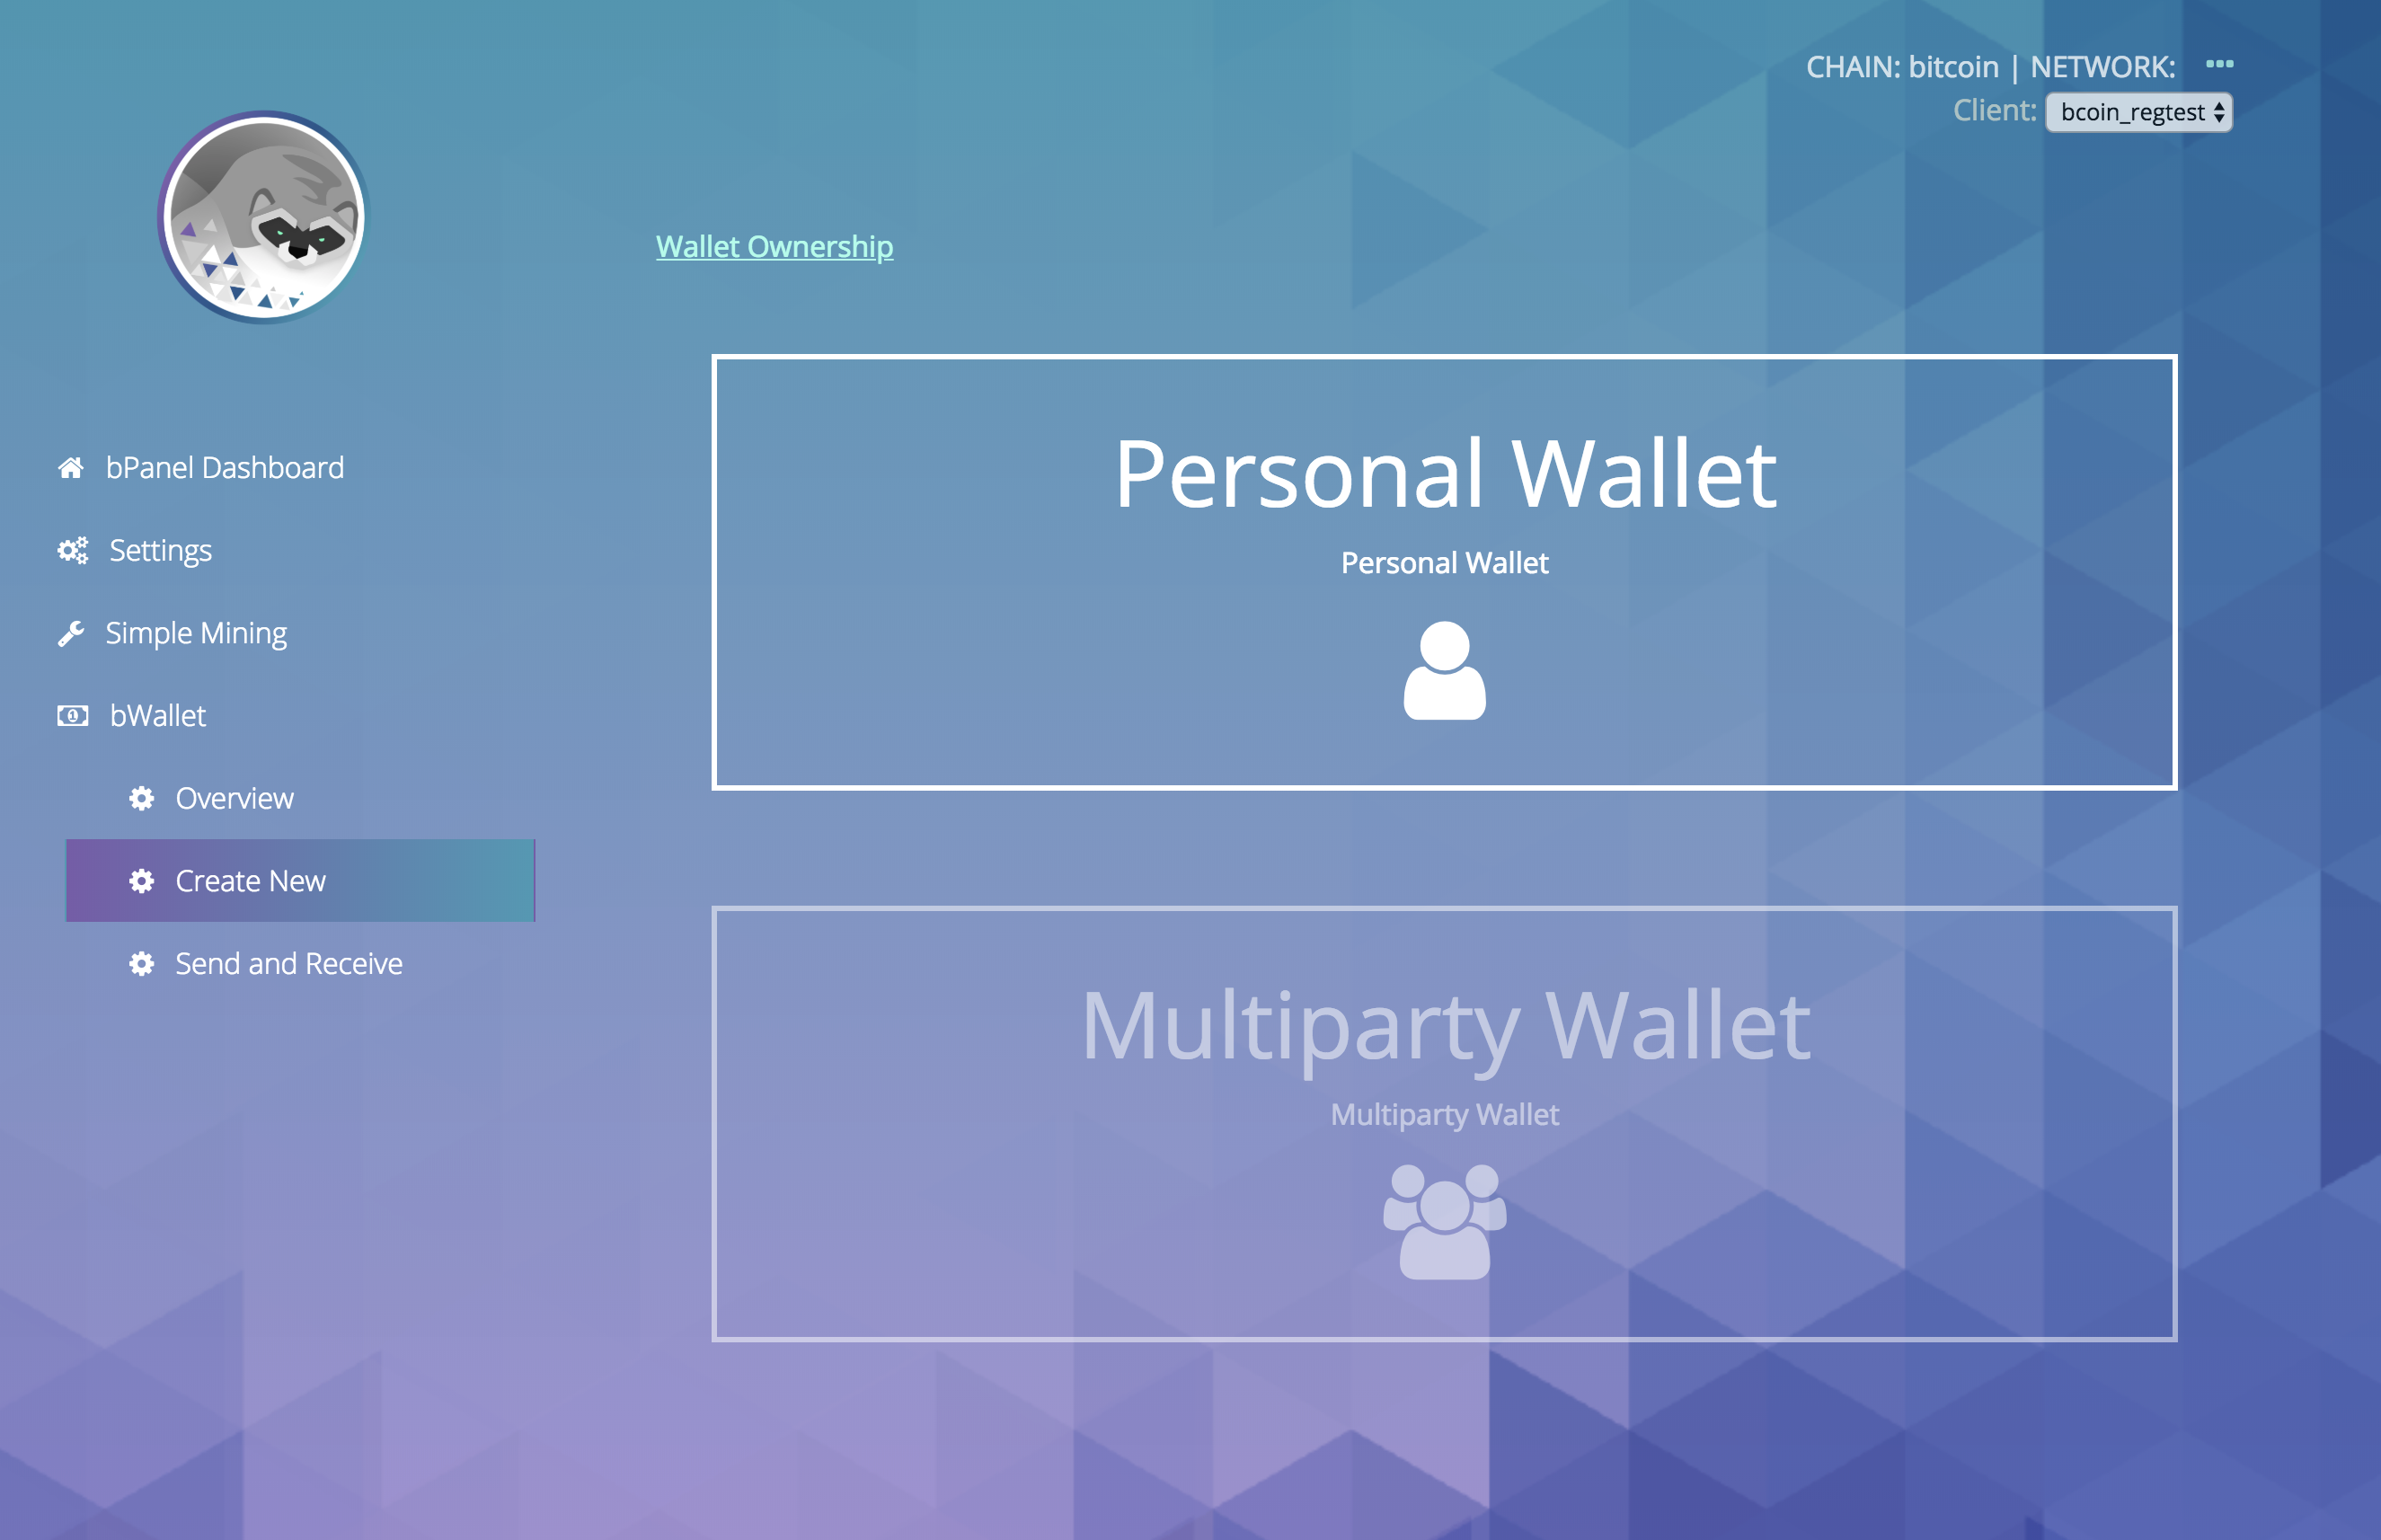 CHAIN: bitcoin | NETWORK:
Client: bcoin_regtest
Wallet Ownership
bPanel Dashboard
Settings
Simple Mining
bWallet
Overview
Create New
Send and Receive
Personal Wallet
Personal Wallet
Multiparty Wallet
Multiparty Wallet